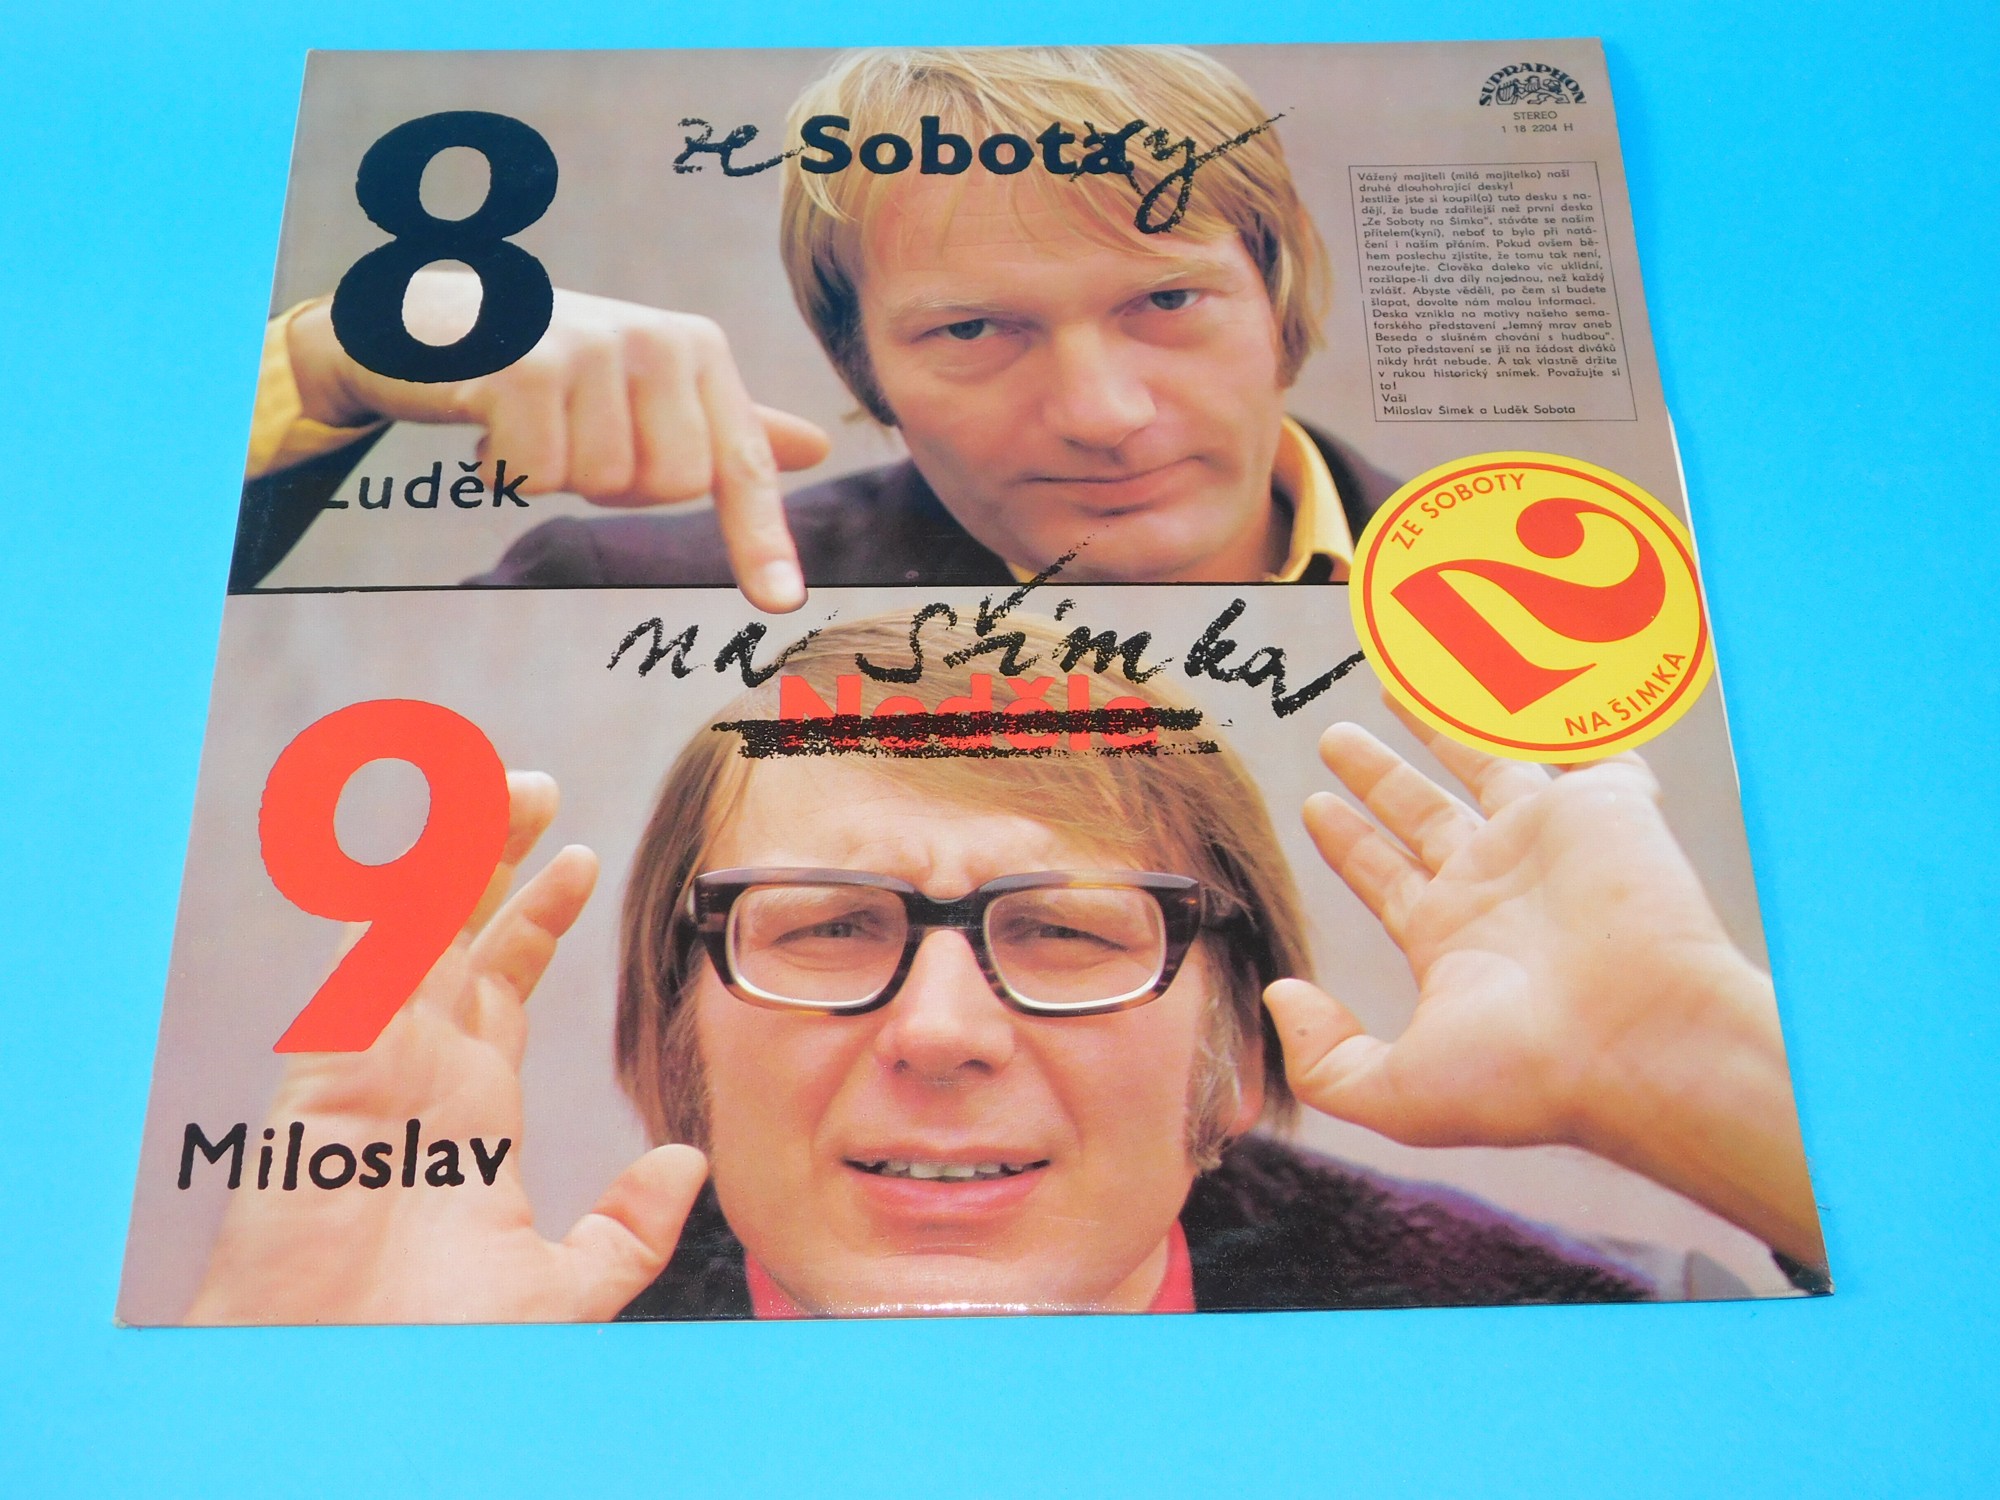 8
ze Sobotay
SUPRAPHON
STEREO
1 18 2204 H
Vážený majiteli (milá majitelko) naší
druhé dlouhohrající desky!
Jestliže jste si koupil(a) tuto desku s na-
dějí, že bude zdařilejší než první deska
„Ze Soboty na Šimka", stáváte se naším
přítelem(kyní), neboť to bylo při natá-
čení i naším přáním. Pokud ovšem bě-
hem poslechu zjistíte, že tomu tak není,
nezoufejte. Člověka daleko víc uklidní,
rozšlape-li dva díly najednou, než každý
zvlášť. Abyste věděli, po čem si budete
šlapat, dovolte nám malou informaci.
Deska vznikla na motivy našeho sema-
forského představení „Jemný mrav aneb
Beseda o slušném chování s hudbou".
Toto představení se již na žádost diváků
nikdy hrát nebude. A tak vlastně držíte
v rukou historický snímek. Považujte si
to!
Vaši
Miloslav Šimek a Luděk Sobota
Luděk
ZE SOBOTY
2
NA ŠIMKA
na Šimka
Neděle
9
Miloslav